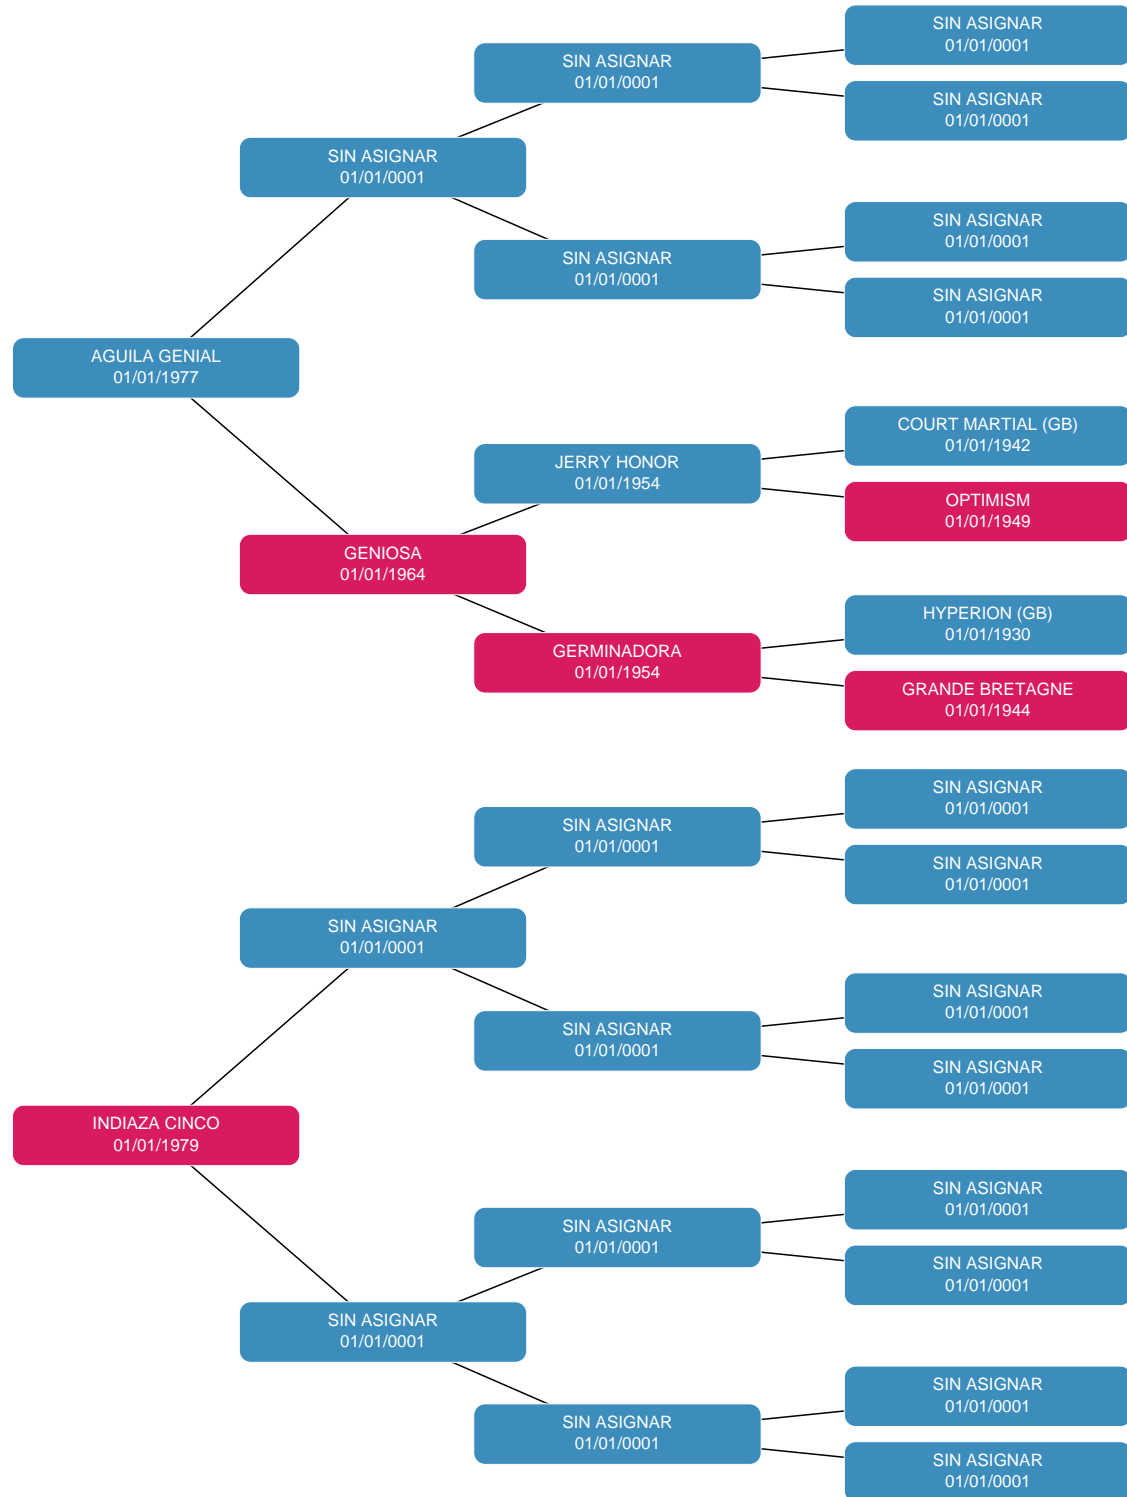 SIN ASIGNAR
01/01/0001
SIN ASIGNAR
01/01/0001
SIN ASIGNAR
01/01/0001
SIN ASIGNAR
01/01/0001
SIN ASIGNAR
01/01/0001
SIN ASIGNAR
01/01/0001
SIN ASIGNAR
01/01/0001
AGUILA GENIAL
01/01/1977
COURT MARTIAL (GB)
01/01/1942
JERRY HONOR
01/01/1954
OPTIMISM
01/01/1949
GENIOSA
01/01/1964
HYPERION (GB)
01/01/1930
GERMINADORA
01/01/1954
GRANDE BRETAGNE
01/01/1944
SIN ASIGNAR
01/01/0001
SIN ASIGNAR
01/01/0001
SIN ASIGNAR
01/01/0001
SIN ASIGNAR
01/01/0001
SIN ASIGNAR
01/01/0001
SIN ASIGNAR
01/01/0001
SIN ASIGNAR
01/01/0001
INDIAZA CINCO
01/01/1979
SIN ASIGNAR
01/01/0001
SIN ASIGNAR
01/01/0001
SIN ASIGNAR
01/01/0001
SIN ASIGNAR
01/01/0001
SIN ASIGNAR
01/01/0001
SIN ASIGNAR
01/01/0001
SIN ASIGNAR
01/01/0001